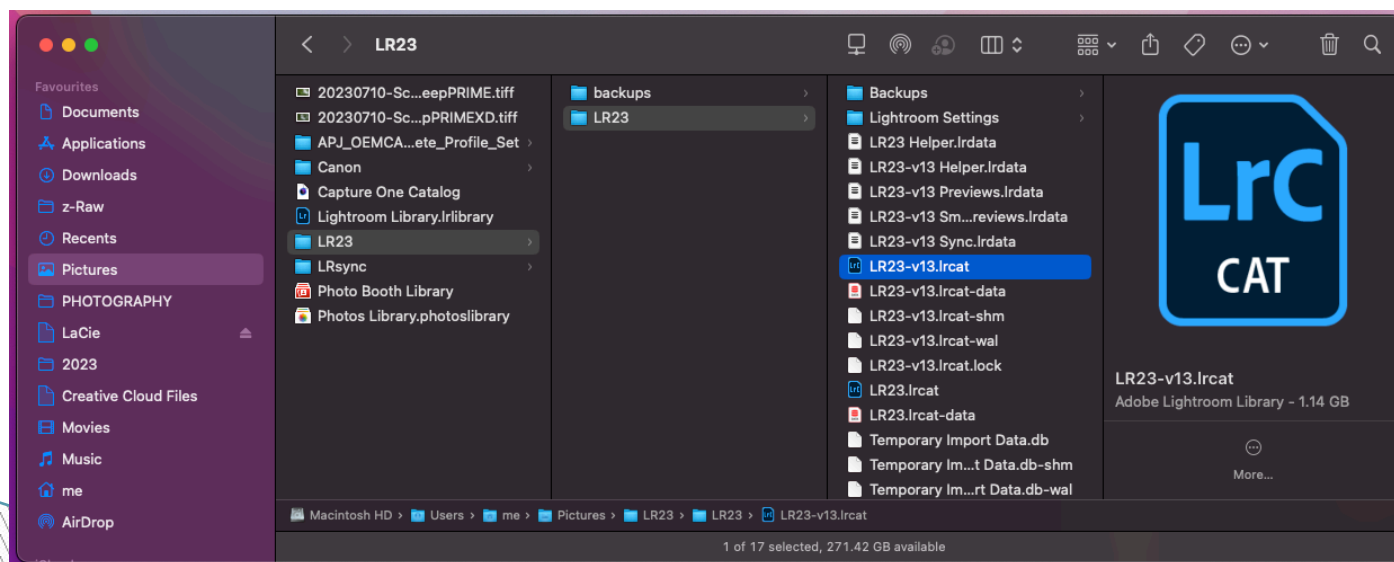 LR23
Favourites
Documents
Applications
Downloads
z-Raw
Recents
Pictures
PHOTOGRAPHY
LaCie
2023
Creative Cloud Files
Movies
Music
me
AirDrop
20230710-Sc...eepPRIME.tiff
20230710-Sc...pPRIMEXD.tiff
APJ_OEMCA...ete_Profile_Set
Canon
Capture One Catalog
Lightroom Library.lrlibrary
LR23
LRsync
Photo Booth Library
Photos Library.photoslibrary
backups
LR23
Backups
Lightroom Settings
LR23 Helper.lrdata
LR23-v13 Helper.lrdata
LR23-v13 Previews.lrdata
LR23-v13 Sm...reviews.lrdata
LR23-v13 Sync.lrdata
LR23-v13.lrcat
LR23-v13.lrcat-data
LR23-v13.lrcat-shm
LR23-v13.lrcat-wal
LR23-v13.lrcat.lock
LR23.lrcat
LR23.lrcat-data
Temporary Import Data.db
Temporary Im...t Data.db-shm
Temporary Im...rt Data.db-wal
LrC
CAT
LR23-v13.lrcat
Adobe Lightroom Library - 1.14 GB
More...
Macintosh HD › Users › me › Pictures › LR23 › LR23 › LR23-v13.lrcat
1 of 17 selected, 271.42 GB available